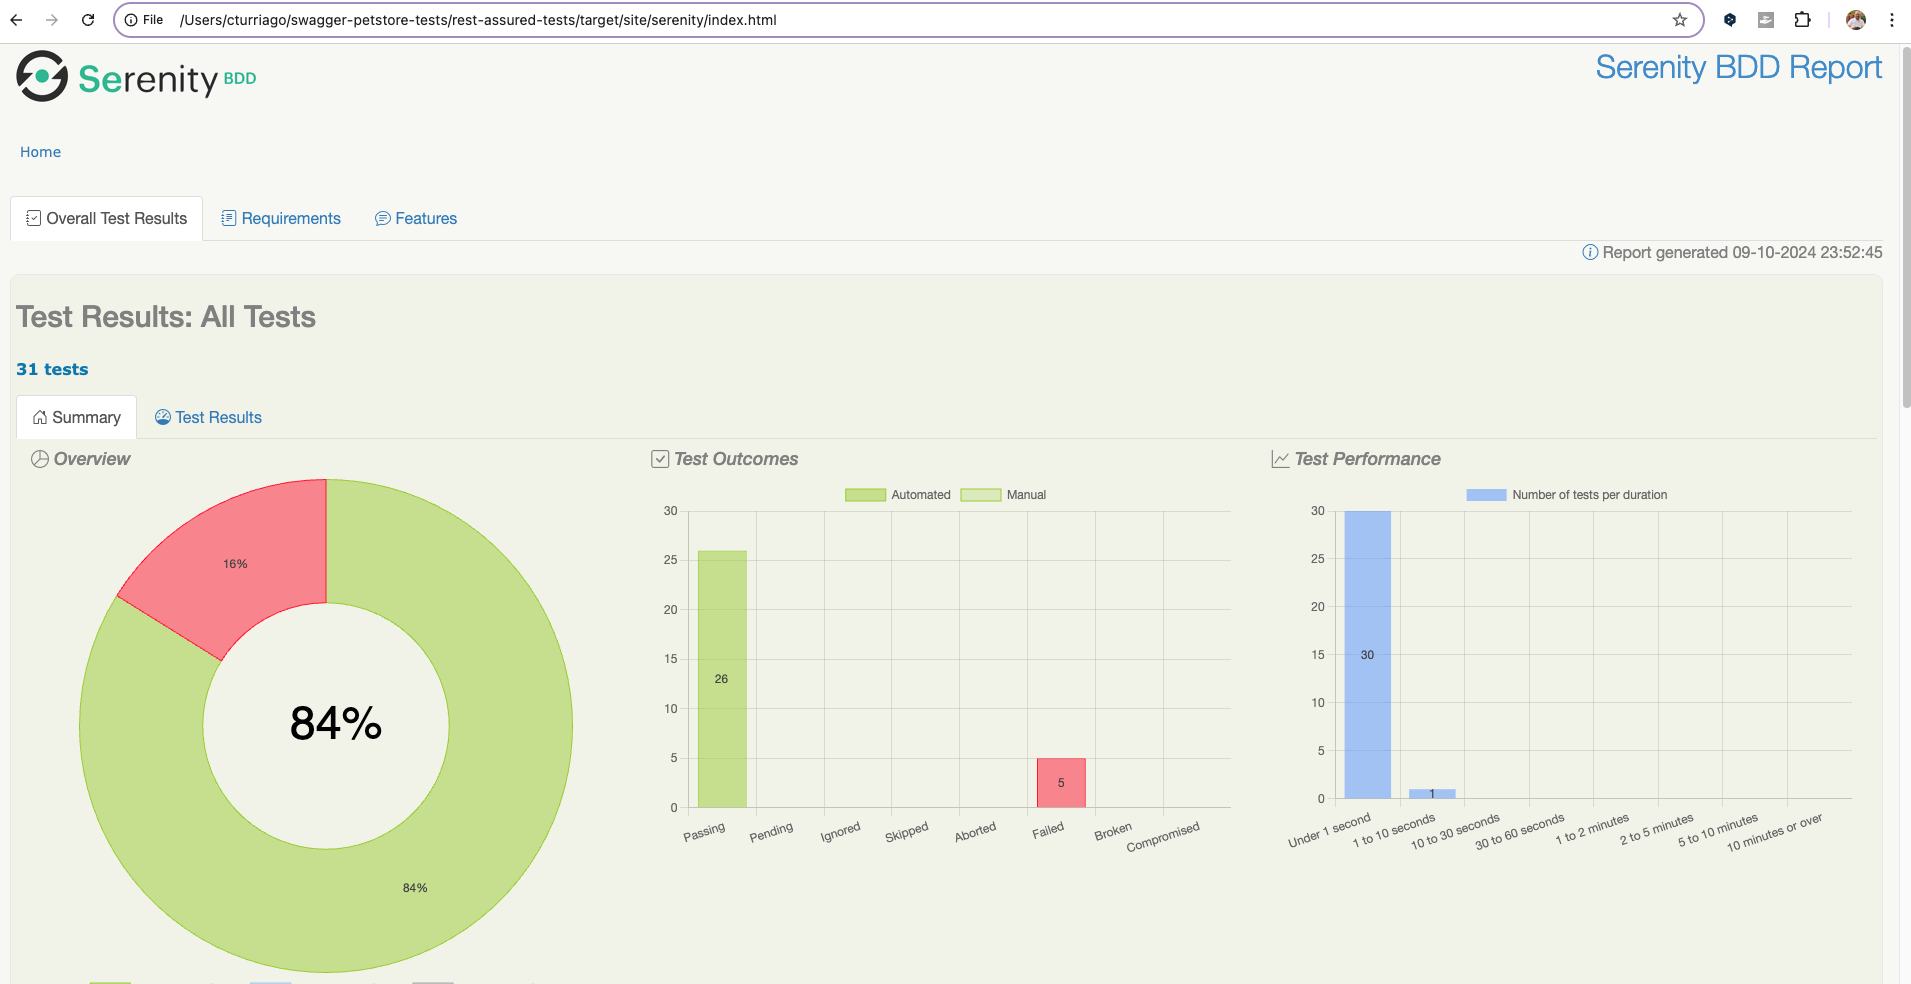 File /Users/cturriago/swagger-petstore-tests/rest-assured-tests/target/site/serenity/index.html
Serenity BDD
Serenity BDD Report
Home
Overall Test Results
Requirements
Features
Report generated 09-10-2024 23:52:45
Test Results: All Tests
31 tests
Summary
Test Results
Overview
16%
84%
84%
Test Outcomes
Automated
Manual
30
25
20
15
10
5
0
26
5
Passing
Pending
Ignored
Skipped
Aborted
Failed
Broken
Compromised
Test Performance
Number of tests per duration
30
25
20
15
10
5
0
30
1
Under 1 second
1 to 10 seconds
10 to 30 seconds
30 to 60 seconds
1 to 2 minutes
2 to 5 minutes
5 to 10 minutes
10 minutes or over